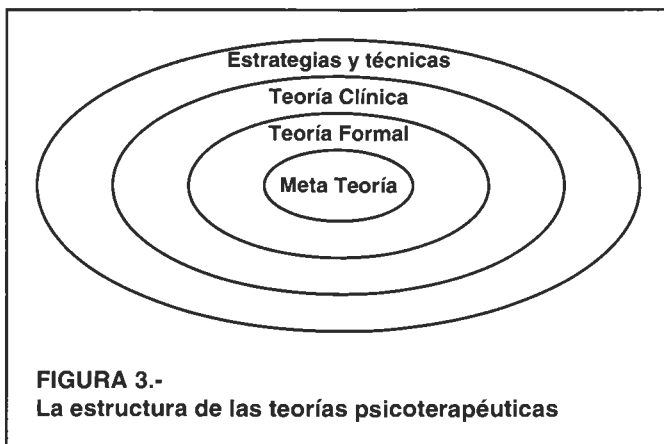 Estrategias y técnicas
Teoría Clínica
Teoría Formal
Meta Teoría
FIGURA 3.-
La estructura de las teorías psicoterapéuticas